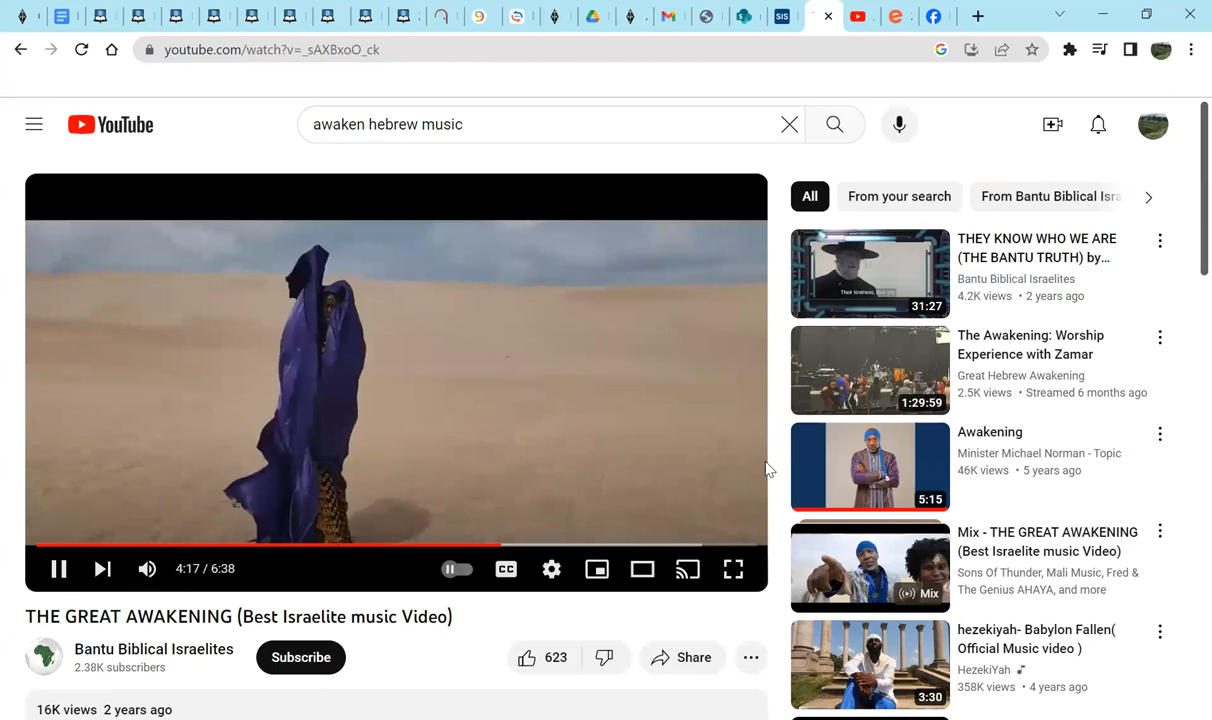 SIS
youtube.com/watch?v=_sAXBxoO_ck
YouTube
awaken hebrew music
All
From your search
From Bantu Biblical Isra
THEY KNOW WHO WE ARE
(THE BANTU TRUTH) by...
Bantu Biblical Israelites
4.2K views • 2 years ago
31:27
The Awakening: Worship
Experience with Zamar
Great Hebrew Awakening
2.5K views • Streamed 6 months ago
1:29:59
Awakening
Minister Michael Norman - Topic
46K views • 5 years ago
5:15
Mix - THE GREAT AWAKENING
(Best Israelite music Video)
Sons Of Thunder, Mali Music, Fred &
The Genius AHAYA, and more
Mix
hezekiyah- Babylon Fallen(
Official Music video )
HezekiYah
358K views • 4 years ago
3:30
4:17 / 6:38
CC
THE GREAT AWAKENING (Best Israelite music Video)
Bantu Biblical Israelites
2.38K subscribers
Subscribe
623
Share
16K views 2 years ago